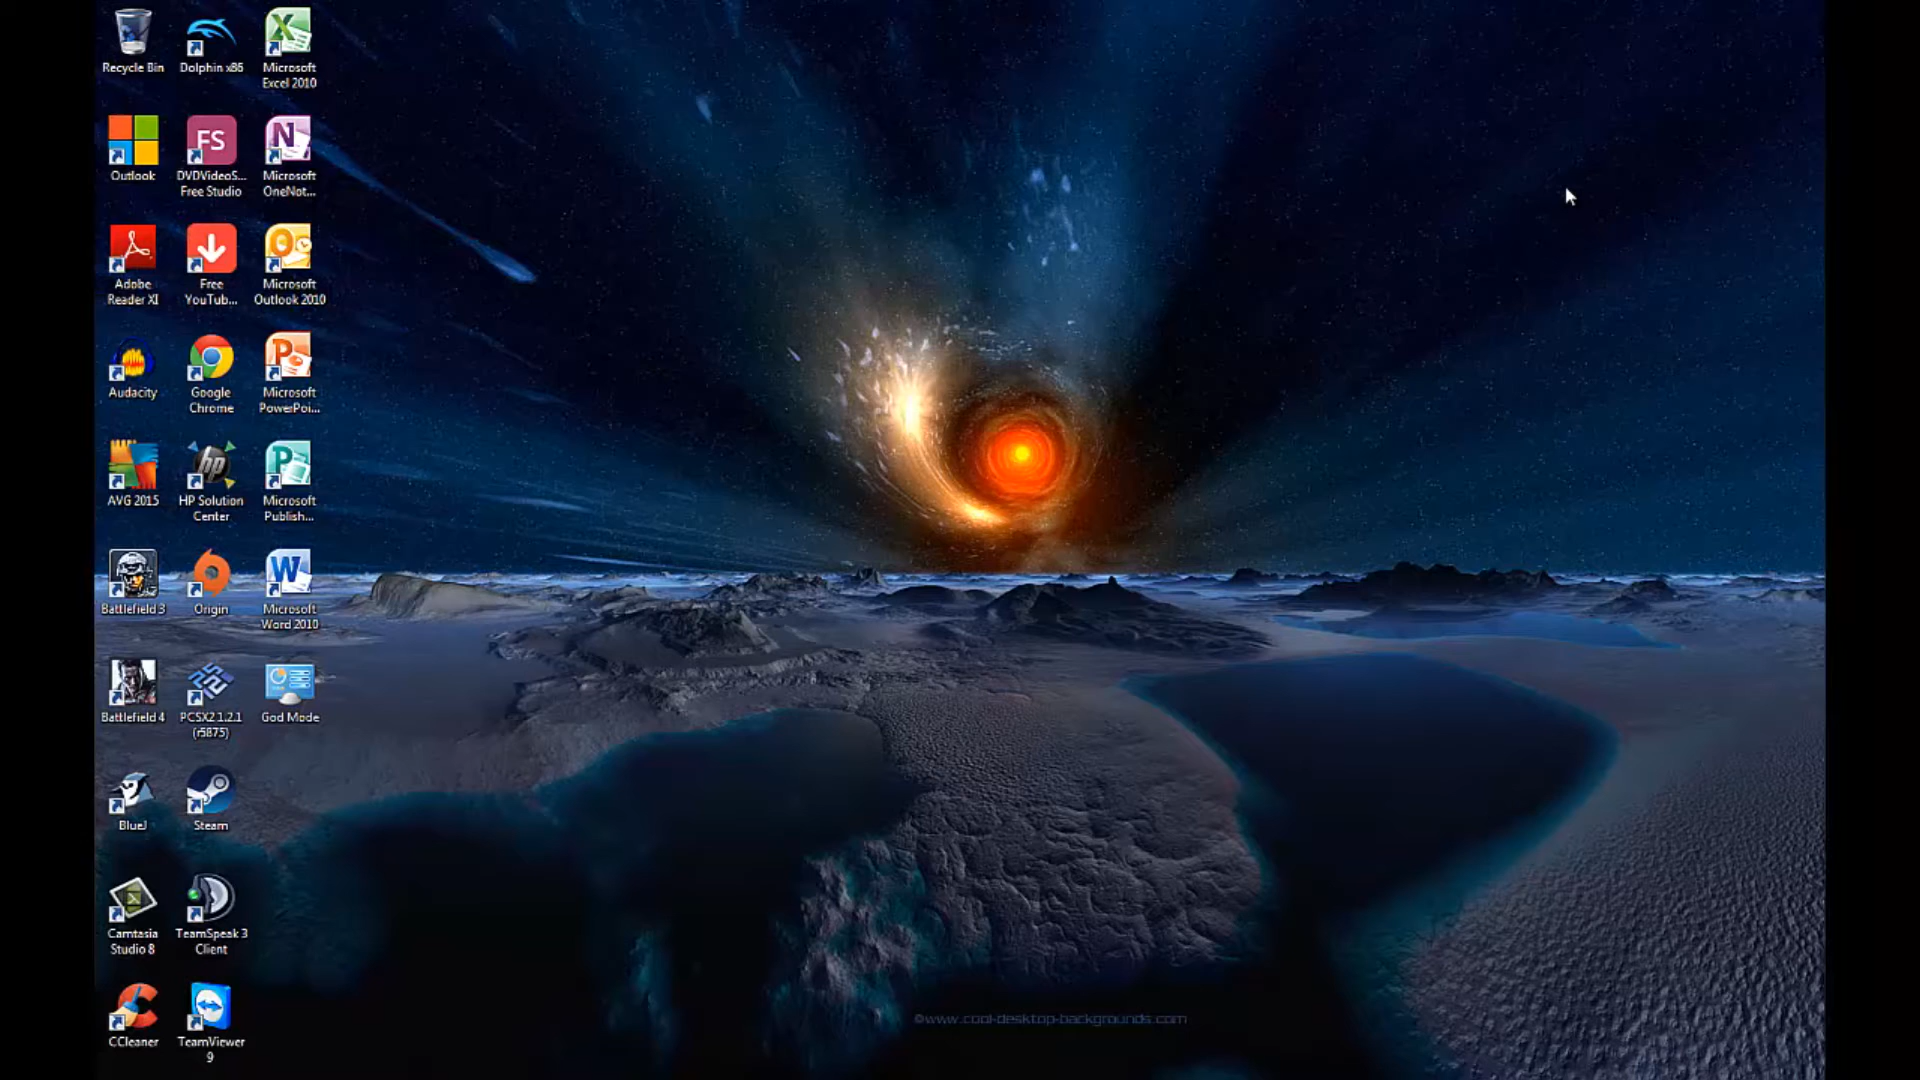 Recycle Bin
Dolphin x86
Microsoft
Excel 2010
Outlook
FS
DVDVideoS...
Free Studio
N
Microsoft
OneNot...
Adobe
Reader XI
Free
YouTub...
Microsoft
Outlook 2010
Audacity
Google
Chrome
P
Microsoft
PowerPoi...
AVG 2015
hp
HP Solution
Center
P
Microsoft
Publish...
Battlefield 3
Origin
W
Microsoft
Word 2010
Battlefield 4
PCSX2 1.2.1
(r5875)
God Mode
BlueJ
Steam
Camtasia
Studio 8
TeamSpeak 3
Client
CCleaner
TeamViewer
9
©www.cool-desktop-backgrounds.com